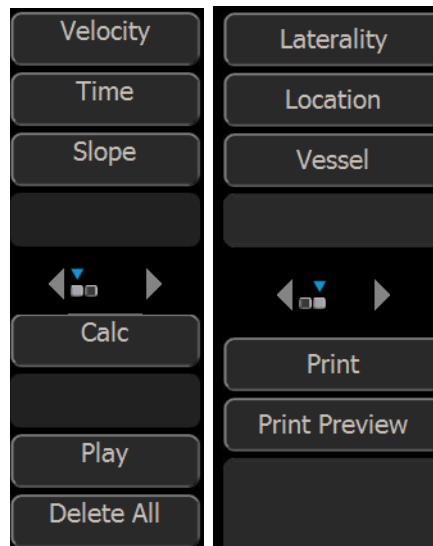 Velocity
Time
Slope
Calc
Play
Delete All
Laterality
Location
Vessel
Print
Print Preview